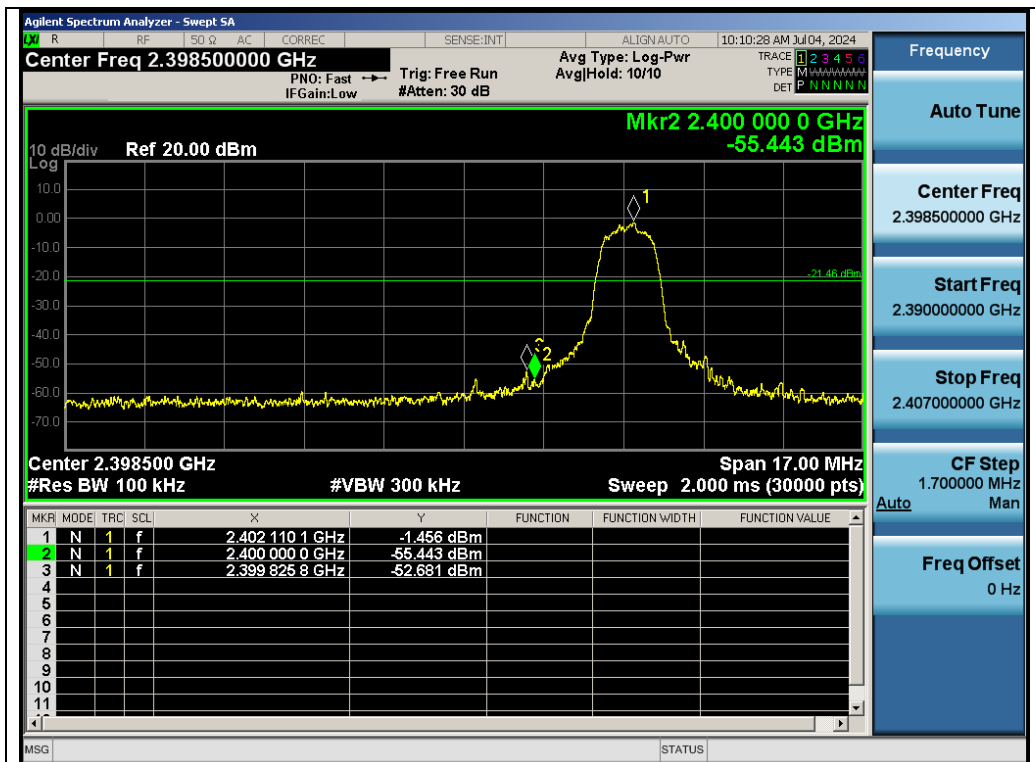 Agilent Spectrum Analyzer - Swept SA
LXI R RF 50 Ω AC CORREC SENSE:INT ALIGN AUTO 10:10:28 AM Jul 04, 2024
Center Freq 2.398500000 GHz
PNO: Fast
IFGain:Low
Trig: Free Run
#Atten: 30 dB
Avg Type: Log-Pwr
Avg|Hold: 10/10
TRACE 1 2 3 4 5 6
TYPE M
DET P N N N N N
Mkr2 2.400 000 0 GHz
-55.443 dBm
10 dB/div Ref 20.00 dBm
Log
10.0
0.00
-10.0
-20.0
-30.0
-40.0
-50.0
-60.0
-70.0
1
-21.46 dBm
2
Center 2.398500 GHz Span 17.00 MHz
#Res BW 100 kHz #VBW 300 kHz Sweep 2.000 ms (30000 pts)
MKR MODE TRC SCL X Y FUNCTION FUNCTION WIDTH FUNCTION VALUE
1 N 1 f 2.402 110 1 GHz -1.456 dBm
2 N 1 f 2.400 000 0 GHz -55.443 dBm
3 N 1 f 2.399 825 8 GHz -52.681 dBm
4
5
6
7
8
9
10
11
MSG STATUS
Frequency
Auto Tune
Center Freq
2.398500000 GHz
Start Freq
2.390000000 GHz
Stop Freq
2.407000000 GHz
CF Step
1.700000 MHz
Auto Man
Freq Offset
0 Hz